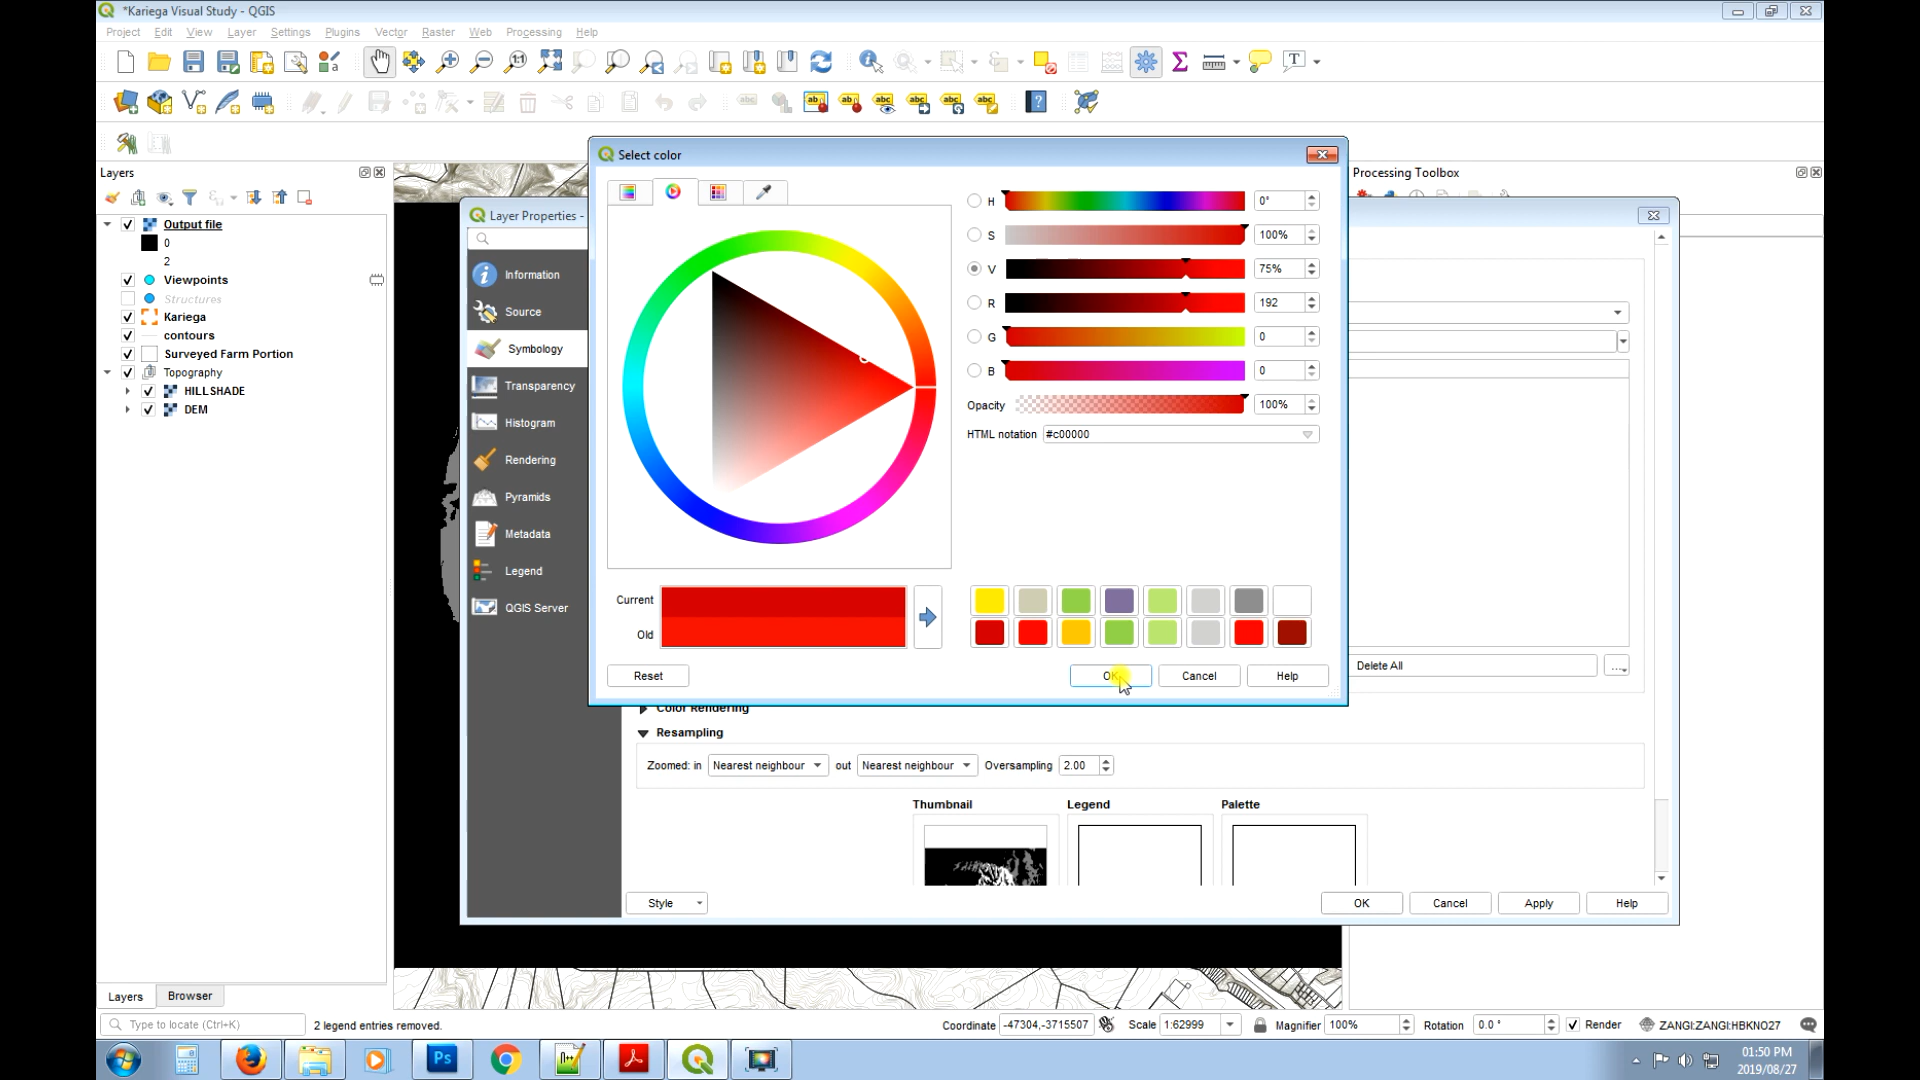 *Kariega Visual Study - QGIS
Project Edit View Layer Settings Plugins Vector Raster Web Processing Help
Layers
Output file
0
2
Viewpoints
Structures
Kariega
contours
Surveyed Farm Portion
Topography
HILLSHADE
DEM
Layers Browser
Layer Properties -
Information
Source
Symbology
Transparency
Histogram
Rendering
Pyramids
Metadata
Legend
QGIS Server
Select color
H 0°
S 100%
V 75%
R 192
G 0
B 0
Opacity 100%
HTML notation #c00000
Current
Old
Reset OK Cancel Help
Processing Toolbox
Delete All ...
Color Rendering
Resampling
Zoomed: in Nearest neighbour out Nearest neighbour Oversampling 2.00
Thumbnail Legend Palette
Style OK Cancel Apply Help
Type to locate (Ctrl+K) 2 legend entries removed. Coordinate -47304,-3715507 Scale 1:62999 Magnifier 100% Rotation 0.0 ° Render ZANGI:ZANGI:HBKNO27
Ps
01:50 PM
2019/08/27